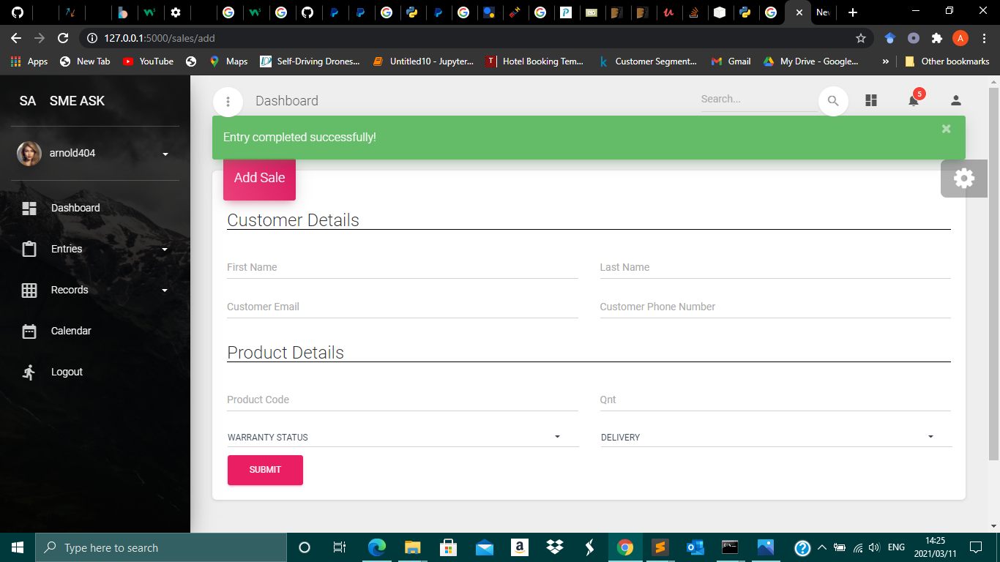 Nev
127.0.0.1:5000/sales/add
A
Apps
New Tab
YouTube
Maps
Self-Driving Drones...
Untitled10 - Jupyter...
Hotel Booking Tem...
Customer Segment...
Gmail
My Drive - Google...
»
Other bookmarks
SA SME ASK
Dashboard
Search...
5
Entry completed successfully!
×
arnold404
Add Sale
Dashboard
Entries
Records
Calendar
Logout
Customer Details
First Name
Last Name
Customer Email
Customer Phone Number
Product Details
Product Code
Qnt
WARRANTY STATUS
DELIVERY
SUBMIT
Type here to search
ENG
14:25
2021/03/11